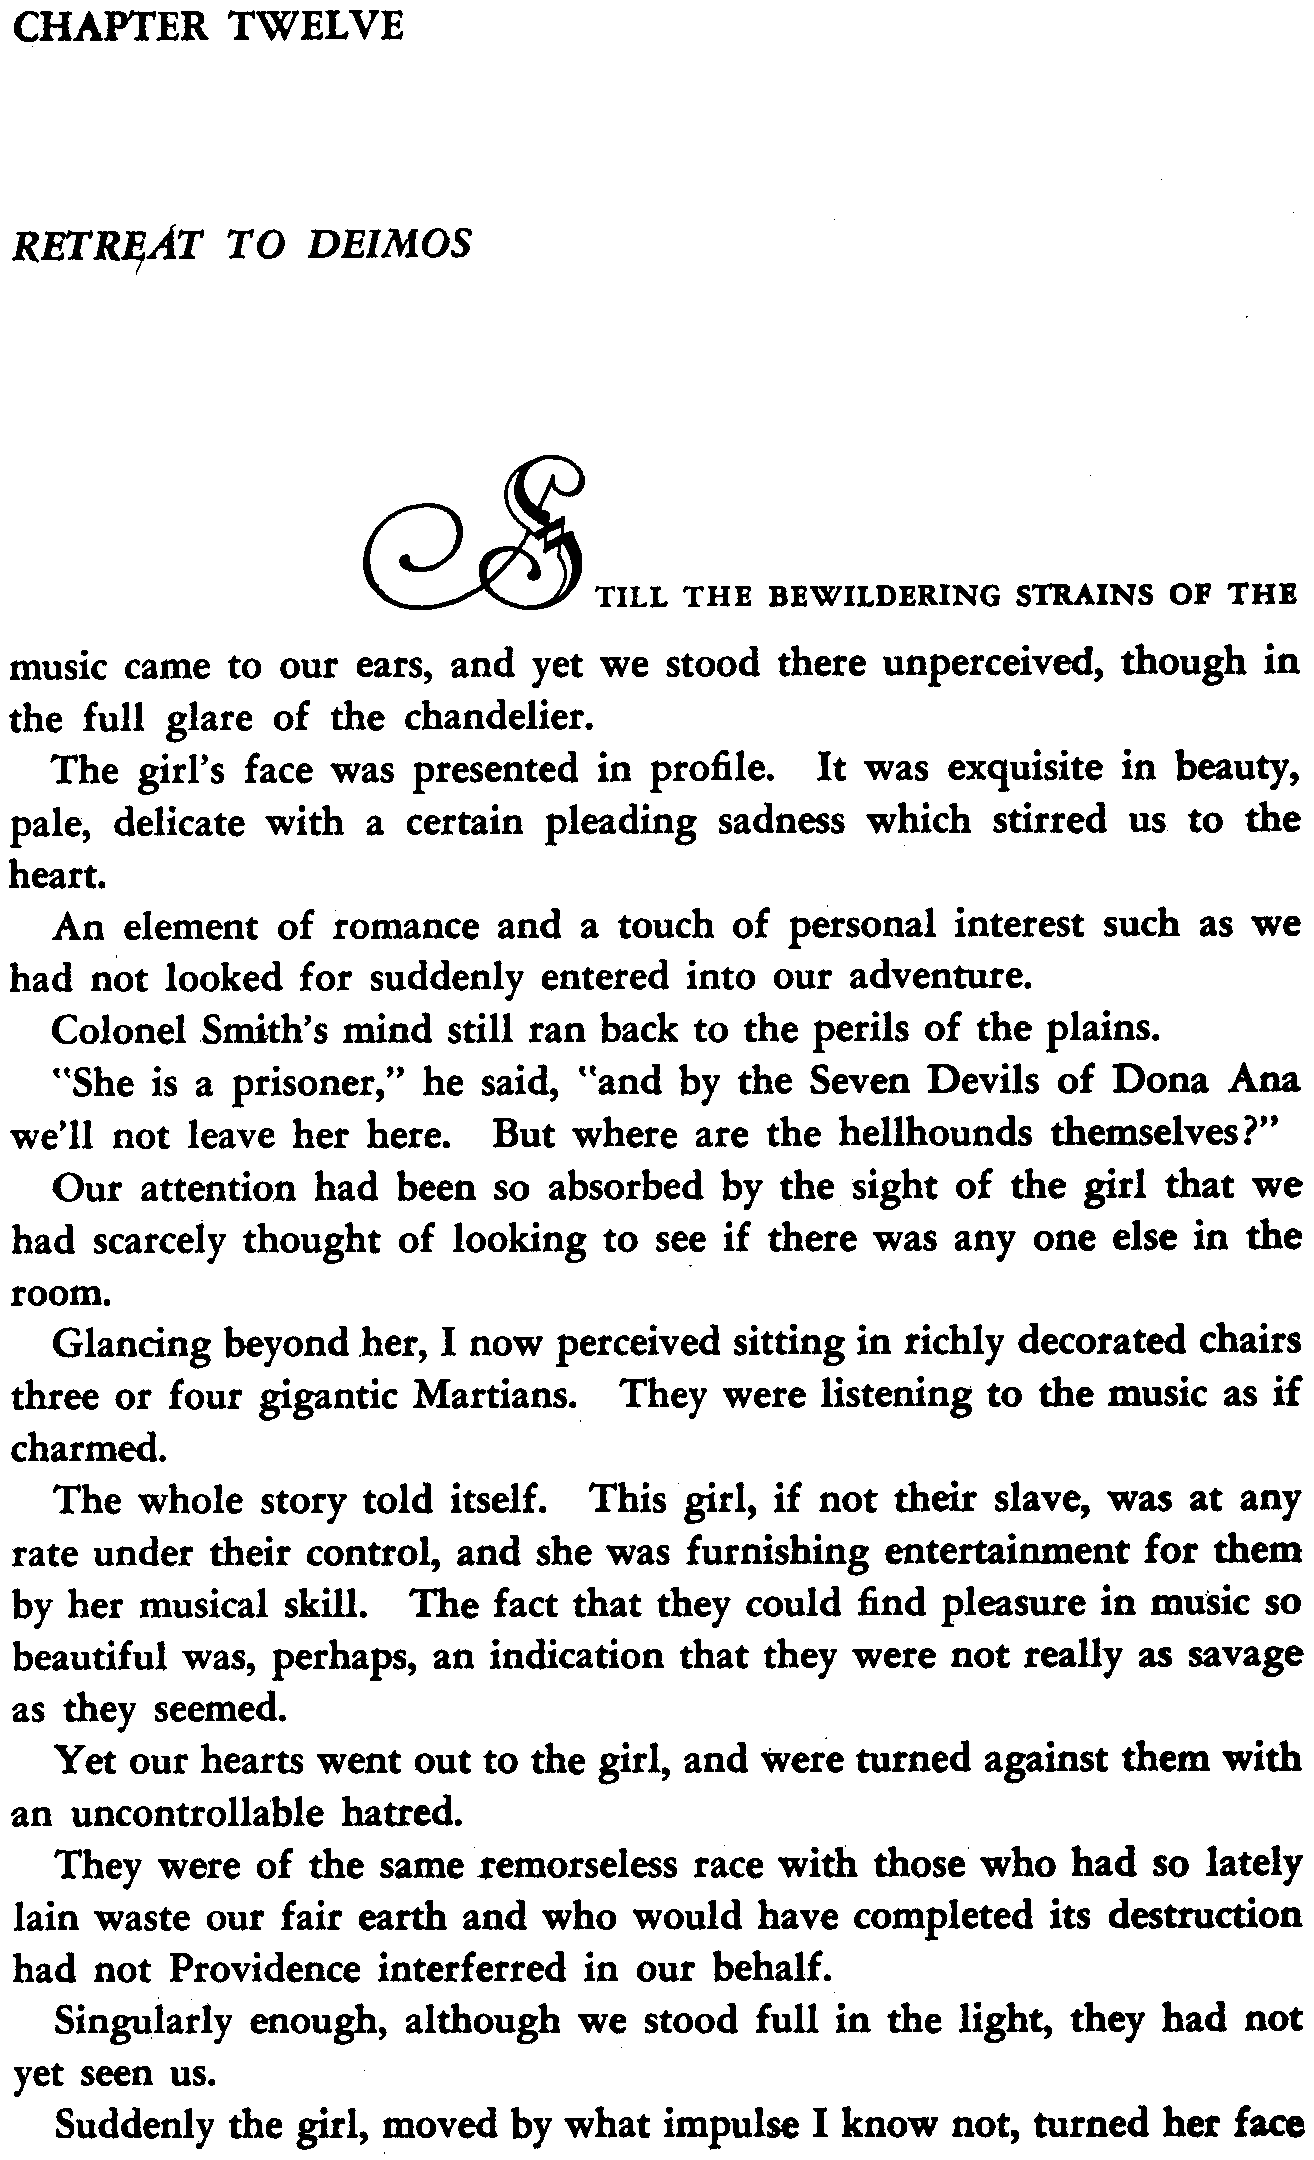 CHAPTER TWELVE
RETREAT TO DEIMOS
STILL THE BEWILDERING STRAINS OF THE
music came to our ears, and yet we stood there unperceived, though in
the full glare of the chandelier.
The girl's face was presented in profile. It was exquisite in beauty,
pale, delicate with a certain pleading sadness which stirred us to the
heart.
An element of romance and a touch of personal interest such as we
had not looked for suddenly entered into our adventure.
Colonel Smith's mind still ran back to the perils of the plains.
"She is a prisoner," he said, "and by the Seven Devils of Dona Ana
we'll not leave her here. But where are the hellhounds themselves?"
Our attention had been so absorbed by the sight of the girl that we
had scarcely thought of looking to see if there was any one else in the
room.
Glancing beyond her, I now perceived sitting in richly decorated chairs
three or four gigantic Martians. They were listening to the music as if
charmed.
The whole story told itself. This girl, if not their slave, was at any
rate under their control, and she was furnishing entertainment for them
by her musical skill. The fact that they could find pleasure in music so
beautiful was, perhaps, an indication that they were not really as savage
as they seemed.
Yet our hearts went out to the girl, and were turned against them with
an uncontrollable hatred.
They were of the same remorseless race with those who had so lately
lain waste our fair earth and who would have completed its destruction
had not Providence interferred in our behalf.
Singularly enough, although we stood full in the light, they had not
yet seen us.
Suddenly the girl, moved by what impulse I know not, turned her face